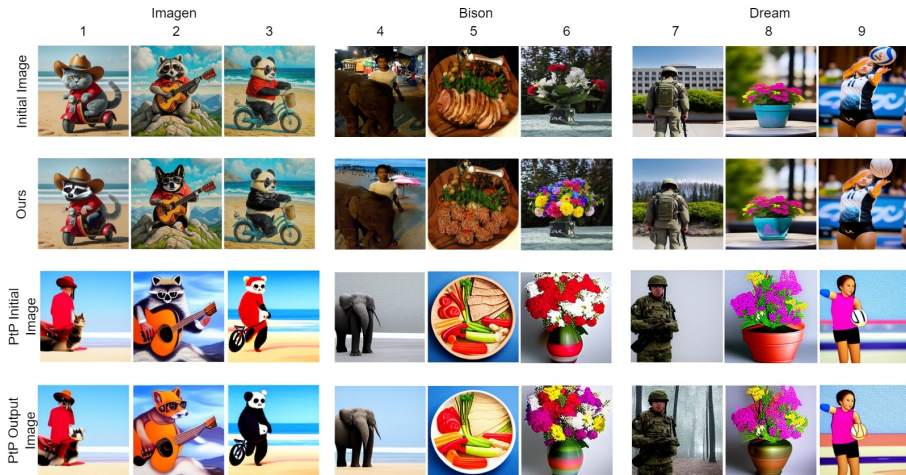 Imagen Bison Dream
1 2 3 4 5 6 7 8 9
Initial Image
Ours
PtP Initial
Image
PtP Output
Image